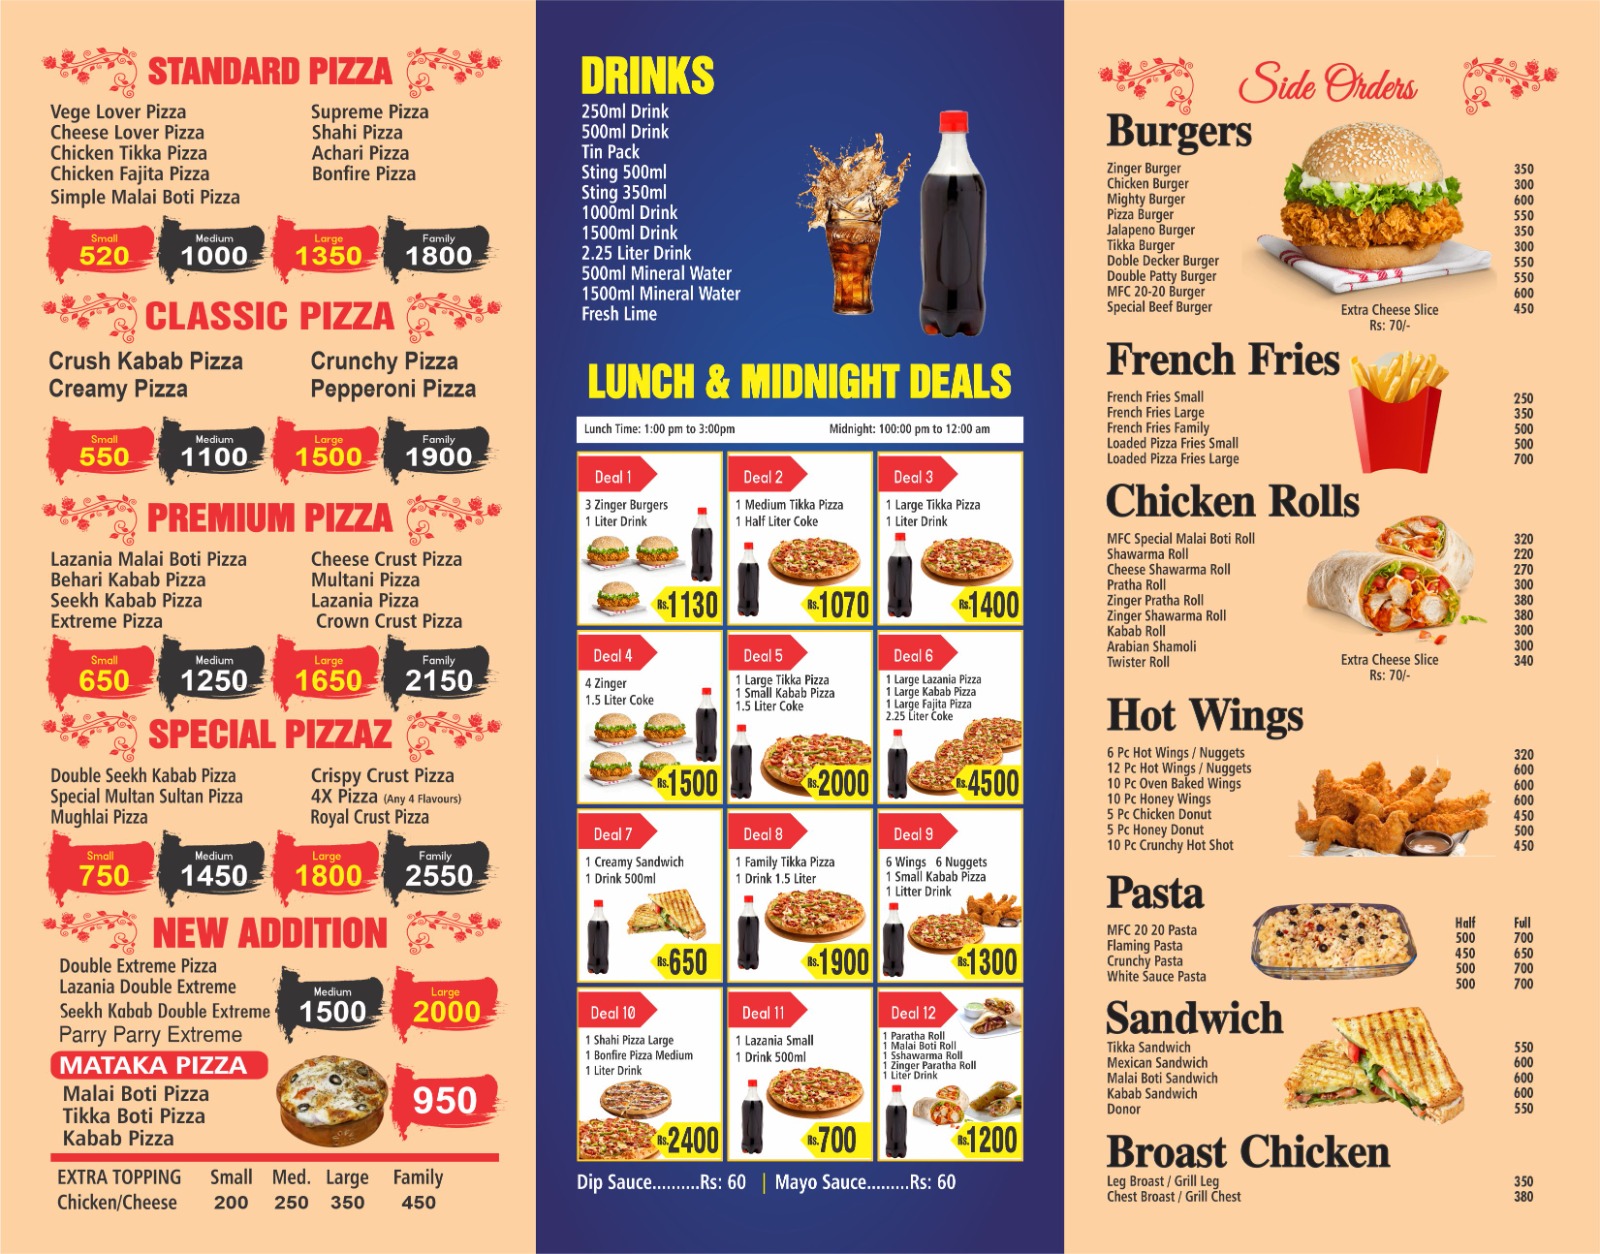 STANDARD PIZZA
Vege Lover Pizza
Cheese Lover Pizza
Chicken Tikka Pizza
Chicken Fajita Pizza
Simple Malai Boti Pizza
Supreme Pizza
Shahi Pizza
Achari Pizza
Bonfire Pizza
Small Medium Large Family
520 1000 1350 1800
CLASSIC PIZZA
Crush Kabab Pizza
Creamy Pizza
Crunchy Pizza
Pepperoni Pizza
Small Medium Large Family
550 1100 1500 1900
PREMIUM PIZZA
Lazania Malai Boti Pizza
Behari Kabab Pizza
Seekh Kabab Pizza
Extreme Pizza
Cheese Crust Pizza
Multani Pizza
Lazania Pizza
Crown Crust Pizza
Small Medium Large Family
650 1250 1650 2150
SPECIAL PIZZAZ
Double Seekh Kabab Pizza
Special Multan Sultan Pizza
Mughlai Pizza
Crispy Crust Pizza
4X Pizza (Any 4 Flavours)
Royal Crust Pizza
Small Medium Large Family
750 1450 1800 2550
NEW ADDITION
Double Extreme Pizza
Lazania Double Extreme
Seekh Kabab Double Extreme
Parry Parry Extreme
Medium Large
1500 2000
MATAKA PIZZA
Malai Boti Pizza
Tikka Boti Pizza
Kabab Pizza
950
EXTRA TOPPING Small Med. Large Family
Chicken/Cheese 200 250 350 450
DRINKS
250ml Drink
500ml Drink
Tin Pack
Sting 500ml
Sting 350ml
1000ml Drink
1500ml Drink
2.25 Liter Drink
500ml Mineral Water
1500ml Mineral Water
Fresh Lime
LUNCH & MIDNIGHT DEALS
Lunch Time: 1:00 pm to 3:00pm Midnight: 100:00 pm to 12:00 am
Deal 1
3 Zinger Burgers
1 Liter Drink
Rs.1130
Deal 2
1 Medium Tikka Pizza
1 Half Liter Coke
Rs.1070
Deal 3
1 Large Tikka Pizza
1 Liter Drink
Rs.1400
Deal 4
4 Zinger
1.5 Liter Coke
Rs.1500
Deal 5
1 Large Tikka Pizza
1 Small Kabab Pizza
1.5 Liter Coke
Rs.2000
Deal 6
1 Large Lazania Pizza
1 Large Kabab Pizza
1 Large Fajita Pizza
2.25 Liter Coke
Rs.4500
Deal 7
1 Creamy Sandwich
1 Drink 500ml
Rs.650
Deal 8
1 Family Tikka Pizza
1 Drink 1.5 Liter
Rs.1900
Deal 9
6 Wings 6 Nuggets
1 Small Kabab Pizza
1 Litter Drink
Rs.1300
Deal 10
1 Shahi Pizza Large
1 Bonfire Pizza Medium
1 Liter Drink
Rs.2400
Deal 11
1 Lazania Small
1 Drink 500ml
Rs.700
Deal 12
1 Paratha Roll
1 Malai Boti Roll
1 Sshawarma Roll
1 Zinger Paratha Roll
1 Liter Drink
Rs.1200
Dip Sauce..........Rs: 60 | Mayo Sauce.........Rs: 60
Side Orders
Burgers
Zinger Burger 350
Chicken Burger 300
Mighty Burger 600
Pizza Burger 550
Jalapeno Burger 350
Tikka Burger 300
Doble Decker Burger 550
Double Patty Burger 550
MFC 20-20 Burger 600
Special Beef Burger 450
Extra Cheese Slice
Rs: 70/-
French Fries
French Fries Small 250
French Fries Large 350
French Fries Family 500
Loaded Pizza Fries Small 500
Loaded Pizza Fries Large 700
Chicken Rolls
MFC Special Malai Boti Roll 320
Shawarma Roll 220
Cheese Shawarma Roll 270
Pratha Roll 300
Zinger Pratha Roll 380
Zinger Shawarma Roll 380
Kabab Roll 300
Arabian Shamoli 300
Twister Roll 340
Extra Cheese Slice
Rs: 70/-
Hot Wings
6 Pc Hot Wings / Nuggets 320
12 Pc Hot Wings / Nuggets 600
10 Pc Oven Baked Wings 600
10 Pc Honey Wings 600
5 Pc Chicken Donut 450
5 Pc Honey Donut 500
10 Pc Crunchy Hot Shot 450
Pasta
Half Full
MFC 20 20 Pasta 500 700
Flaming Pasta 450 650
Crunchy Pasta 500 700
White Sauce Pasta 500 700
Sandwich
Tikka Sandwich 550
Mexican Sandwich 600
Malai Boti Sandwich 600
Kabab Sandwich 600
Donor 550
Broast Chicken
Leg Broast / Grill Leg 350
Chest Broast / Grill Chest 380